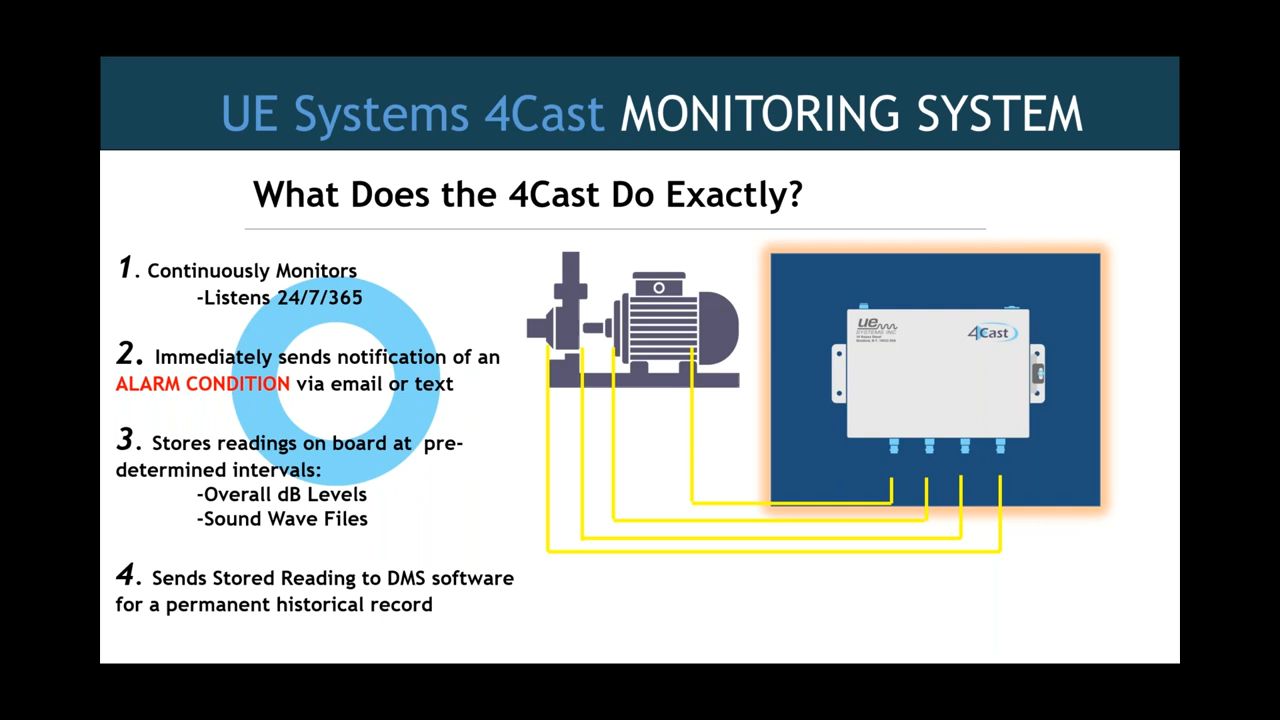 UE Systems 4Cast MONITORING SYSTEM
What Does the 4Cast Do Exactly?
1. Continuously Monitors
-Listens 24/7/365
2. Immediately sends notification of an
ALARM CONDITION via email or text
3. Stores readings on board at pre-
determined intervals:
-Overall dB Levels
-Sound Wave Files
4. Sends Stored Reading to DMS software
for a permanent historical record
ue
SYSTEMS INC
4Cast